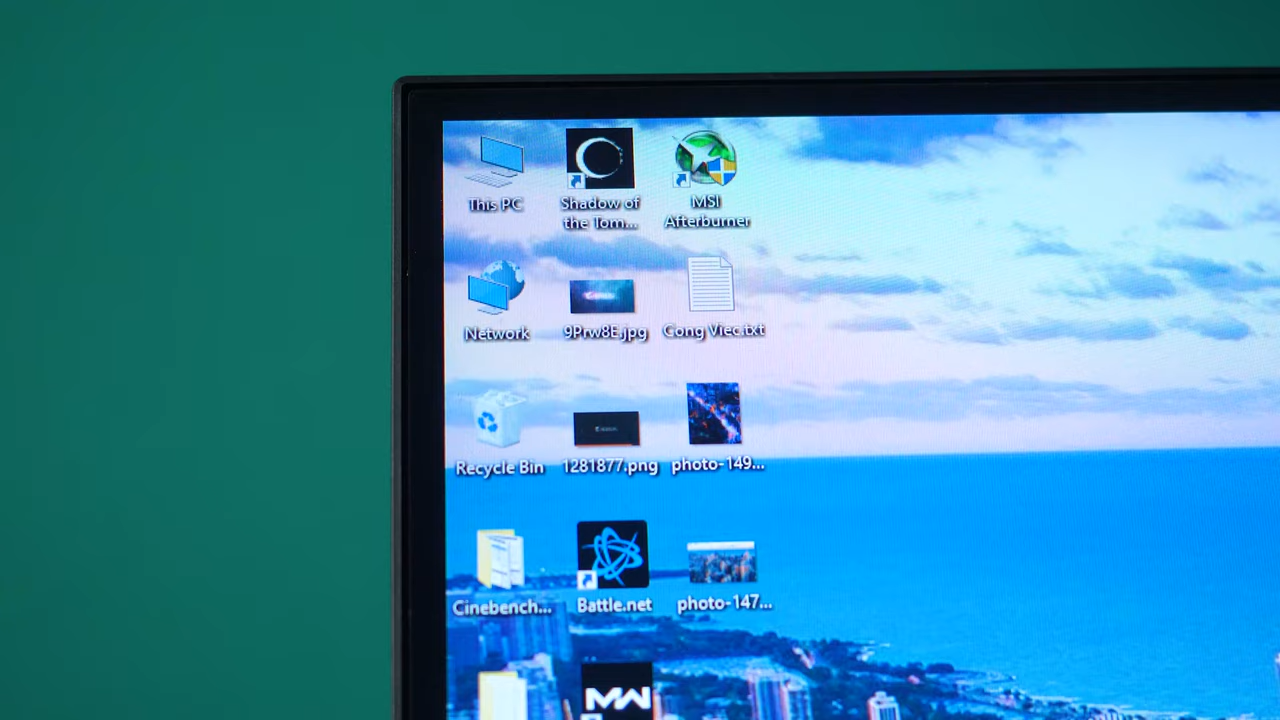 This PC
Shadow of
the Tom...
MSI
Afterburner
Network
9Prw8E.jpg
Cong Viec.txt
Recycle Bin
1281877.png
photo-149...
Cinebench...
Battle.net
photo-147...
MW